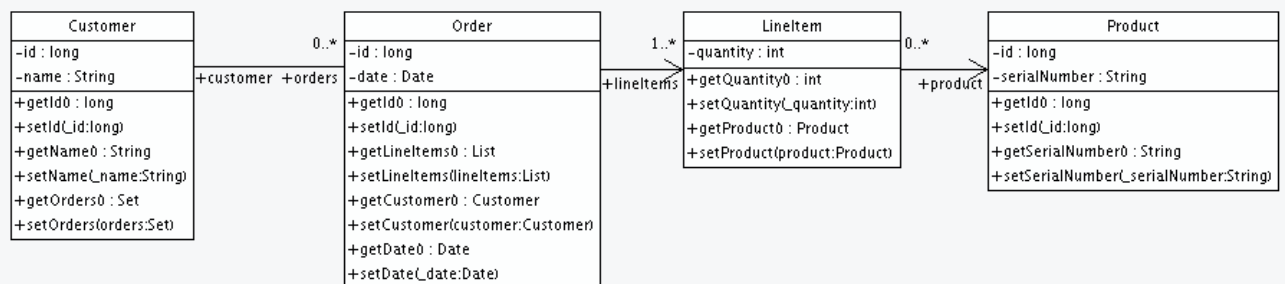 Customer
-id : long
-name : String
+getId() : long
+setId(_id:long)
+getName() : String
+setName(_name:String)
+getOrders() : Set
+setOrders(orders:Set)
0..*
+customer +orders
Order
-id : long
-date : Date
+getId() : long
+setId(_id:long)
+getLineItems() : List
+setLineItems(lineItems:List)
+getCustomer() : Customer
+setCustomer(customer:Customer)
+getDate() : Date
+setDate(_date:Date)
1..*
+lineItems
LineItem
-quantity : int
+getQuantity() : int
+setQuantity(_quantity:int)
+getProduct() : Product
+setProduct(product:Product)
0..*
+product
Product
-id : long
-serialNumber : String
+getId() : long
+setId(_id:long)
+getSerialNumber() : String
+setSerialNumber(_serialNumber:String)